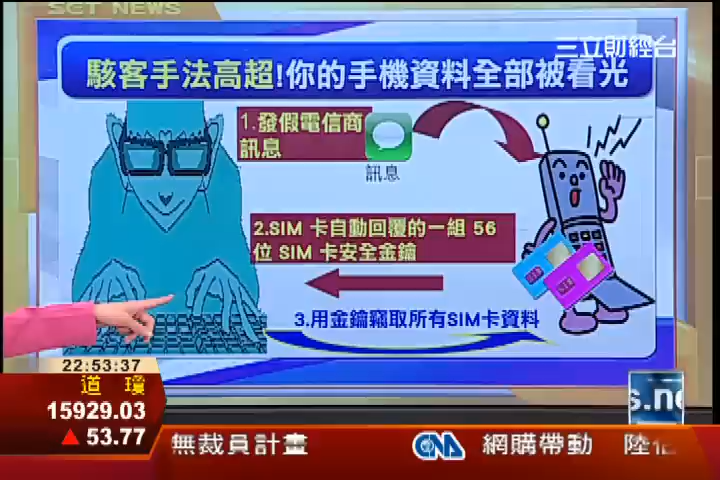 SET NEWS
三立財經台
駭客手法高超!你的手機資料全部被看光
1.發假電信商
訊息
訊息
2.SIM 卡自動回覆的一組 56
位 SIM 卡安全金鑰
SIM
SIM
3.用金鑰竊取所有SIM卡資料
22:53:37
道 瓊
15929.03
▲ 53.77
s.ne
無裁員計畫
CNA
網購帶動 陸